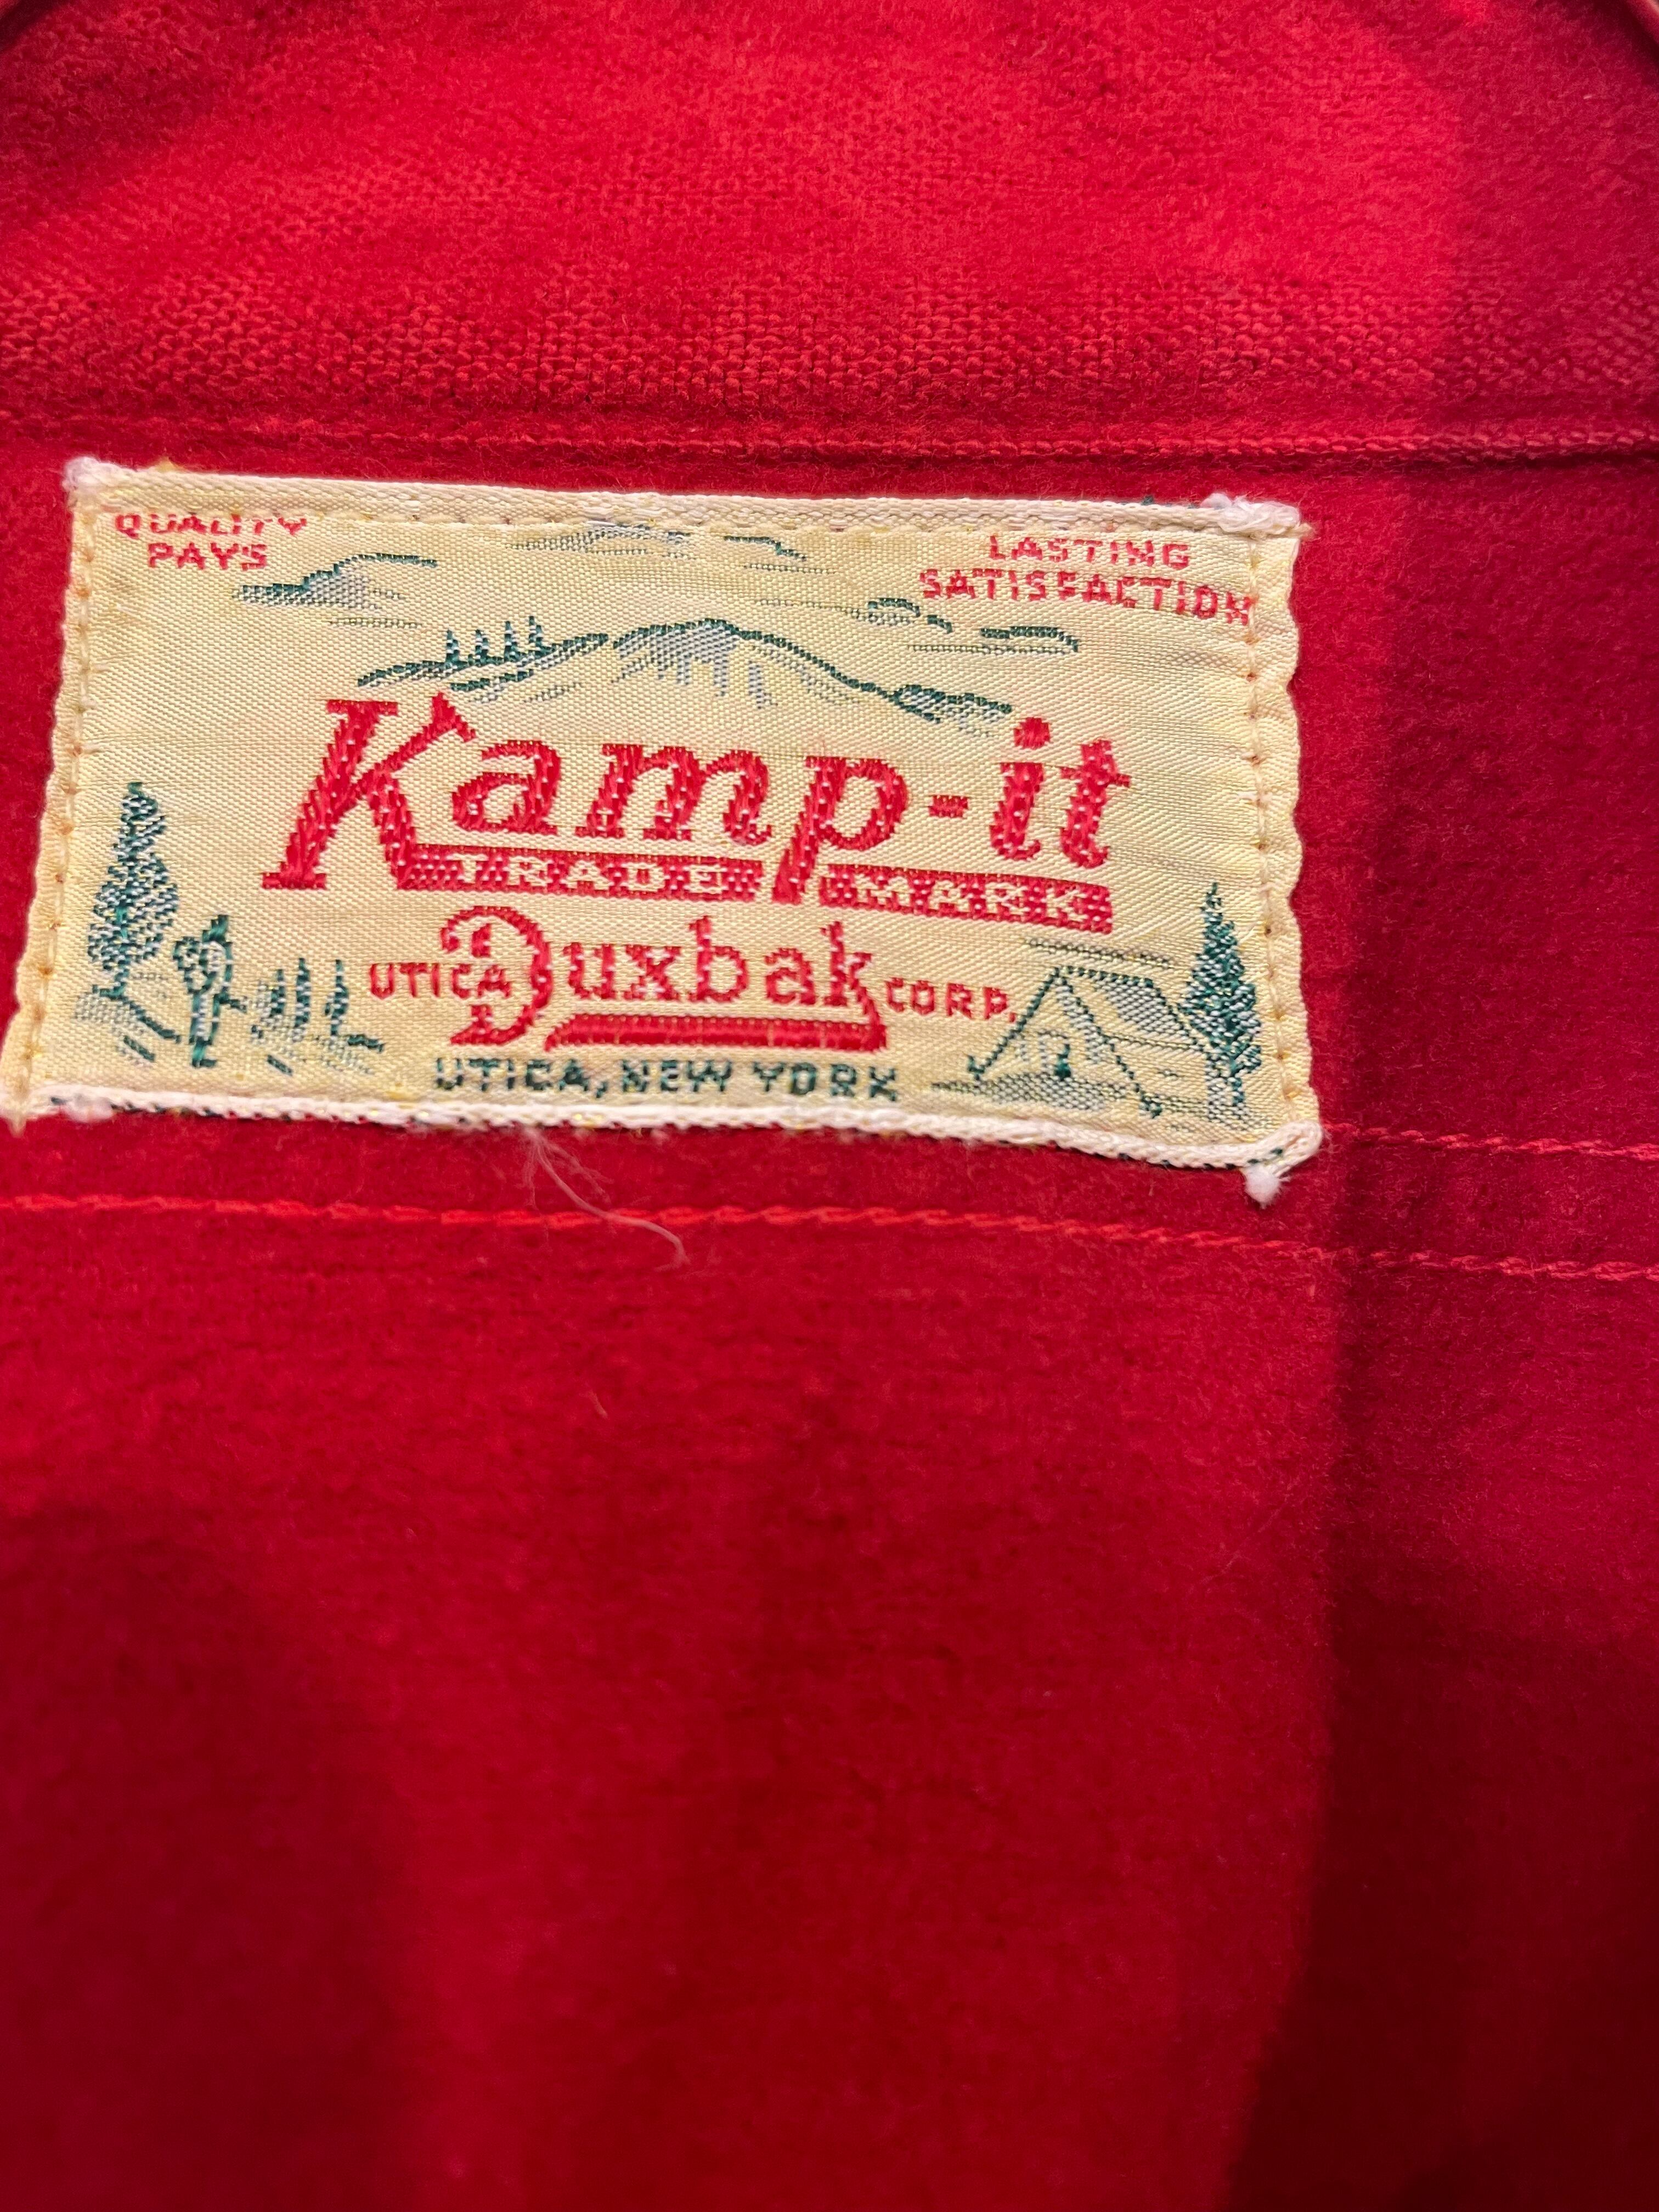 QUALITY
PAYS
LASTING
SATISFACTION
Kamp-it
TRADE MARK
UTICA Duxbak CORP.
UTICA, NEW YORK